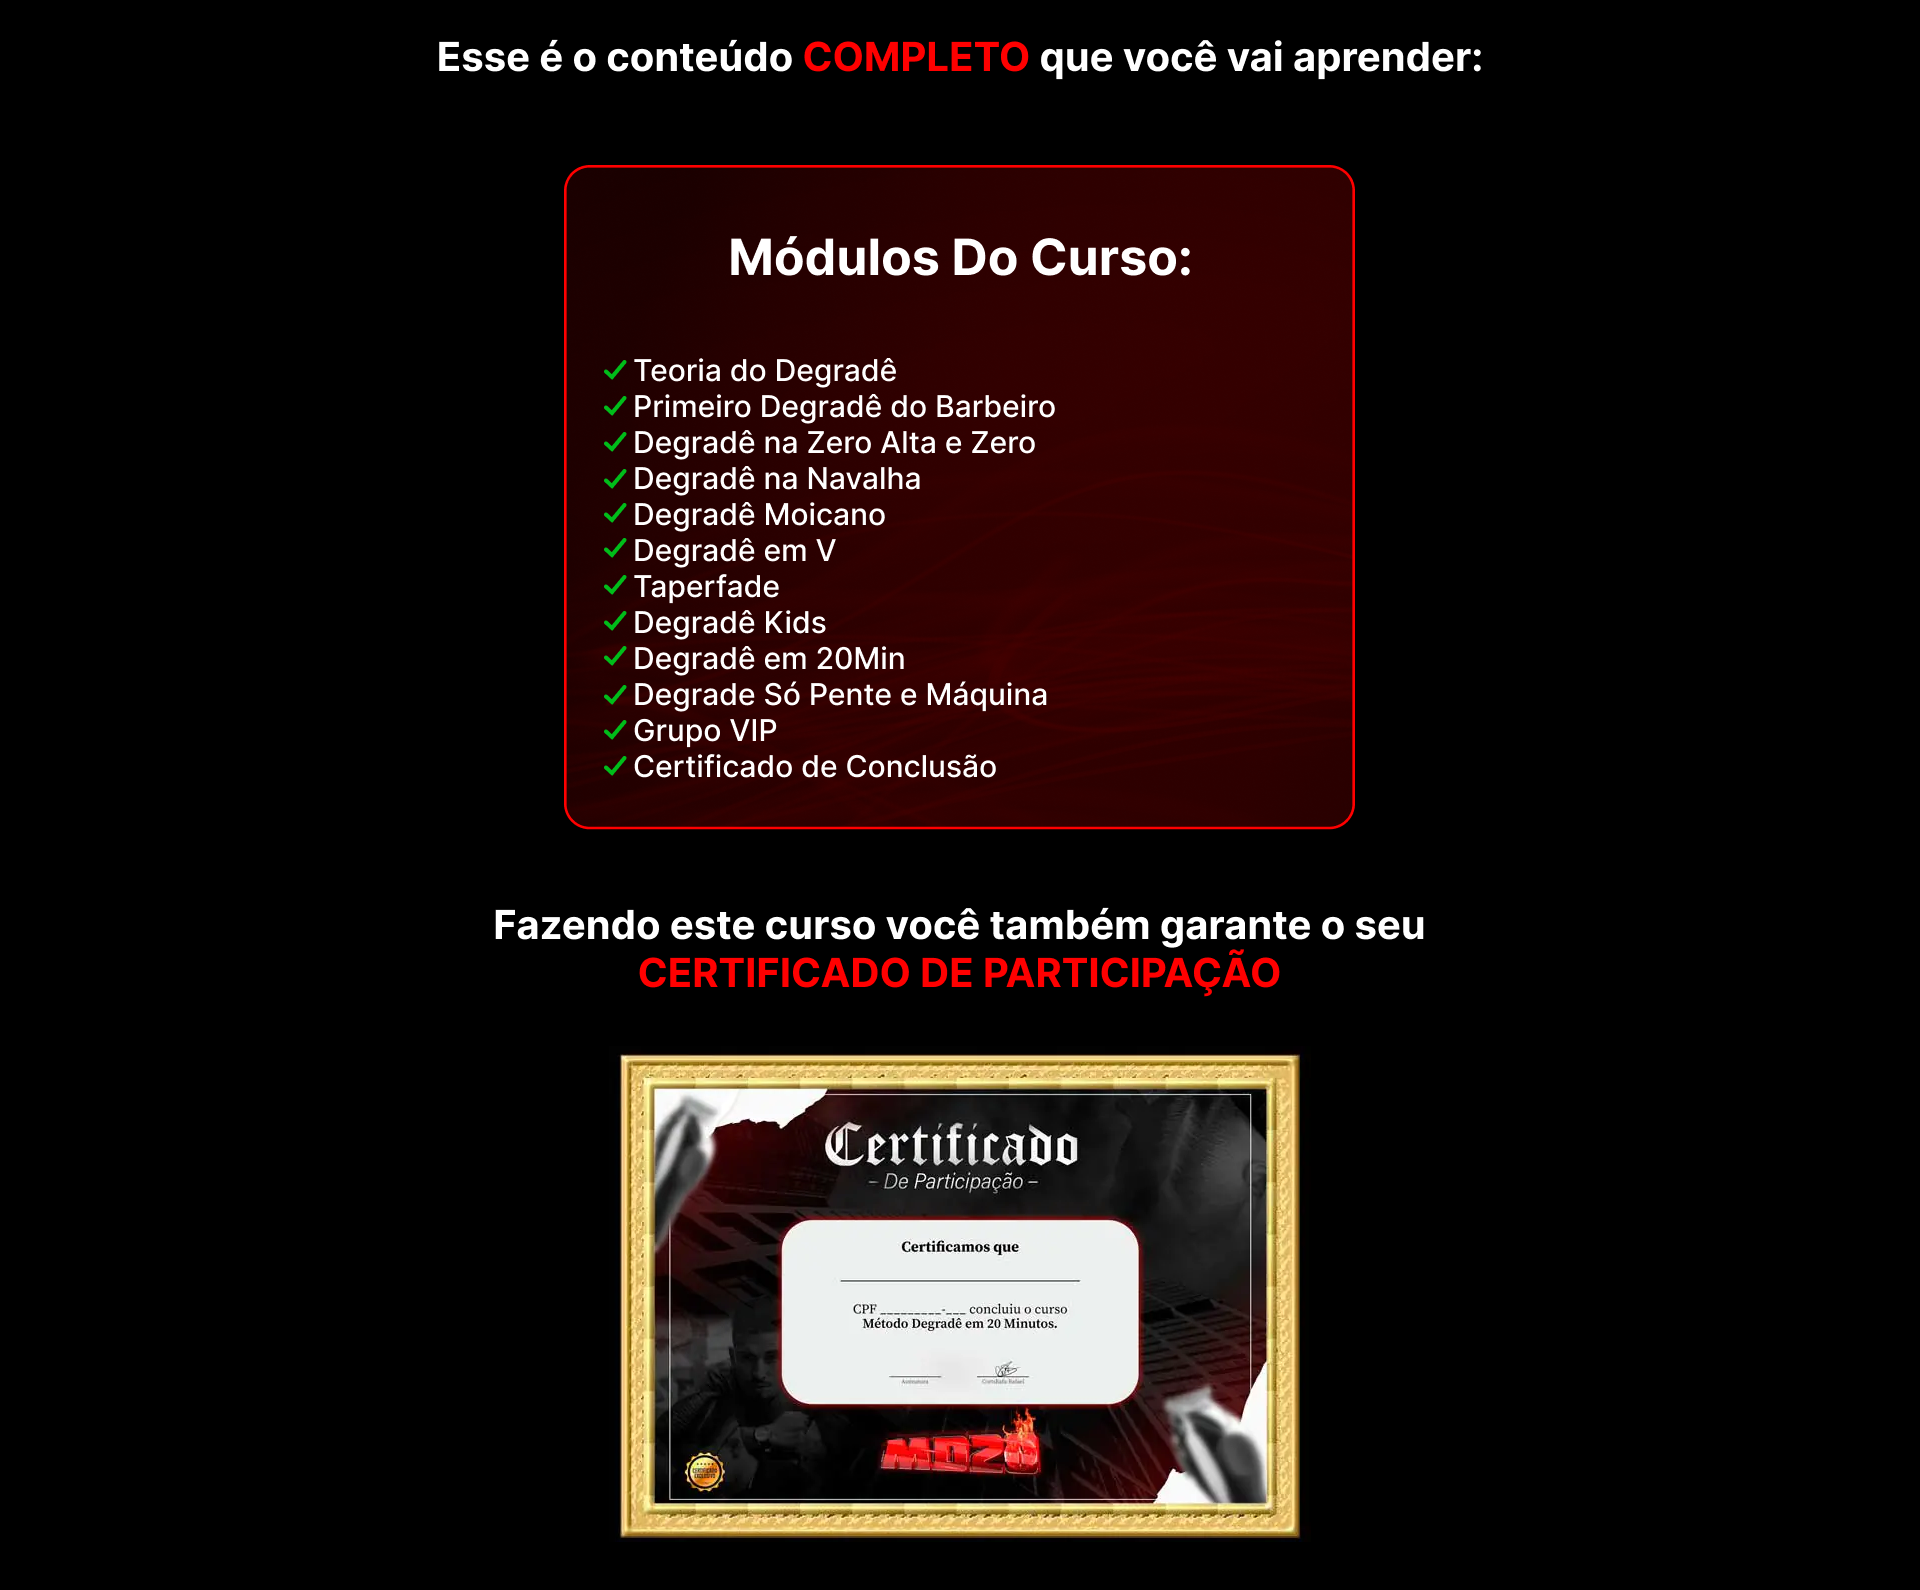 Esse é o conteúdo COMPLETO que você vai aprender:
Módulos Do Curso:
Teoria do Degradê
Primeiro Degradê do Barbeiro
Degradê na Zero Alta e Zero
Degradê na Navalha
Degradê Moicano
Degradê em V
Taperfade
Degradê Kids
Degradê em 20Min
Degrade Só Pente e Máquina
Grupo VIP
Certificado de Conclusão
Fazendo este curso você também garante o seu
CERTIFICADO DE PARTICIPAÇÃO
Certificado
- De Participação -
Certificamos que
CPF _________-___ concluiu o curso
Método Degradê em 20 Minutos.
Assinatura
MD20